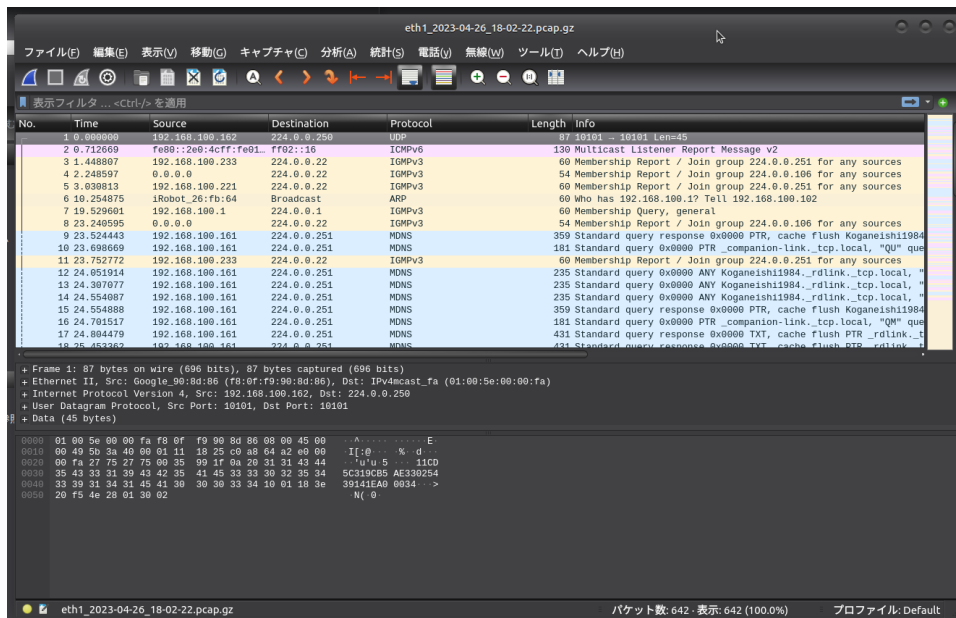 eth1_2023-04-26_18-02-22.pcap.gz
ファイル(F) 編集(E) 表示(V) 移動(G) キャプチャ(C) 分析(A) 統計(S) 電話(y) 無線(W) ツール(T) ヘルプ(H)
表示フィルタ … <Ctrl-/> を適用
No. Time Source Destination Protocol Length Info
1 0.000000 192.168.100.162 224.0.0.250 UDP 87 10101 → 10101 Len=45
2 0.712669 fe80::2e0:4cff:fe01… ff02::16 ICMPv6 130 Multicast Listener Report Message v2
3 1.448807 192.168.100.233 224.0.0.22 IGMPv3 60 Membership Report / Join group 224.0.0.251 for any sources
4 2.248597 0.0.0.0 224.0.0.22 IGMPv3 54 Membership Report / Join group 224.0.0.106 for any sources
5 3.030813 192.168.100.221 224.0.0.22 IGMPv3 60 Membership Report / Join group 224.0.0.251 for any sources
6 10.254875 iRobot_26:fb:64 Broadcast ARP 60 Who has 192.168.100.1? Tell 192.168.100.102
7 19.529601 192.168.100.1 224.0.0.1 IGMPv3 60 Membership Query, general
8 23.240595 0.0.0.0 224.0.0.22 IGMPv3 54 Membership Report / Join group 224.0.0.106 for any sources
9 23.524443 192.168.100.161 224.0.0.251 MDNS 359 Standard query response 0x0000 PTR, cache flush Koganeishi1984
10 23.698669 192.168.100.161 224.0.0.251 MDNS 181 Standard query 0x0000 PTR _companion-link._tcp.local, "QU" que
11 23.752772 192.168.100.233 224.0.0.22 IGMPv3 60 Membership Report / Join group 224.0.0.251 for any sources
12 24.051914 192.168.100.161 224.0.0.251 MDNS 235 Standard query 0x0000 ANY Koganeishi1984._rdlink._tcp.local, "
13 24.307077 192.168.100.161 224.0.0.251 MDNS 235 Standard query 0x0000 ANY Koganeishi1984._rdlink._tcp.local, "
14 24.554087 192.168.100.161 224.0.0.251 MDNS 235 Standard query 0x0000 ANY Koganeishi1984._rdlink._tcp.local, "
15 24.554888 192.168.100.161 224.0.0.251 MDNS 359 Standard query response 0x0000 PTR, cache flush Koganeishi1984
16 24.701517 192.168.100.161 224.0.0.251 MDNS 181 Standard query 0x0000 PTR _companion-link._tcp.local, "QM" que
17 24.804479 192.168.100.161 224.0.0.251 MDNS 431 Standard query response 0x0000 TXT, cache flush PTR _rdlink._t
18 25.453362 192.168.100.161 224.0.0.251 MDNS 431 Standard query response 0x0000 TXT, cache flush PTR _rdlink._t
+ Frame 1: 87 bytes on wire (696 bits), 87 bytes captured (696 bits)
+ Ethernet II, Src: Google_90:8d:86 (f8:0f:f9:90:8d:86), Dst: IPv4mcast_fa (01:00:5e:00:00:fa)
+ Internet Protocol Version 4, Src: 192.168.100.162, Dst: 224.0.0.250
+ User Datagram Protocol, Src Port: 10101, Dst Port: 10101
+ Data (45 bytes)
0000 01 00 5e 00 00 fa f8 0f f9 90 8d 86 08 00 45 00 ··^····· ······E·
0010 00 49 5b 3a 40 00 01 11 18 25 c0 a8 64 a2 e0 00 ·I[:@··· ·%··d···
0020 00 fa 27 75 27 75 00 35 99 1f 0a 20 31 31 43 44 ··'u'u·5 ··· 11CD
0030 35 43 33 31 39 43 42 35 41 45 33 33 30 32 35 34 5C319CB5 AE330254
0040 33 39 31 34 31 45 41 30 30 30 33 34 10 01 18 3e 39141EA0 0034···>
0050 20 f5 4e 28 01 30 02 ·N(·0·
eth1_2023-04-26_18-02-22.pcap.gz パケット数: 642 · 表示: 642 (100.0%) プロファイル: Default